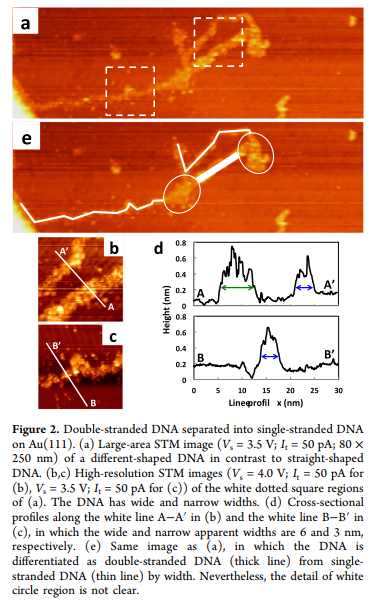 a
e
b
A'
A
c
B'
B
d
0.8
0.6
0.4
0.2
0
A
A'
Height (nm)
0.8
0.6
0.4
0.2
0
B
B'
0 5 10 15 20 25 30
Lineprofil x (nm)
Figure 2. Double-stranded DNA separated into single-stranded DNA
on Au(111). (a) Large-area STM image (Vs = 3.5 V; It = 50 pA; 80 ×
250 nm) of a different-shaped DNA in contrast to straight-shaped
DNA. (b,c) High-resolution STM images (Vs = 4.0 V; It = 50 pA for
(b), Vs = 3.5 V; It = 50 pA for (c)) of the white dotted square regions
of (a). The DNA has wide and narrow widths. (d) Cross-sectional
profiles along the white line A−A′ in (b) and the white line B−B′ in
(c), in which the wide and narrow apparent widths are 6 and 3 nm,
respectively. (e) Same image as (a), in which the DNA is
differentiated as double-stranded DNA (thick line) from single-
stranded DNA (thin line) by width. Nevertheless, the detail of white
circle region is not clear.